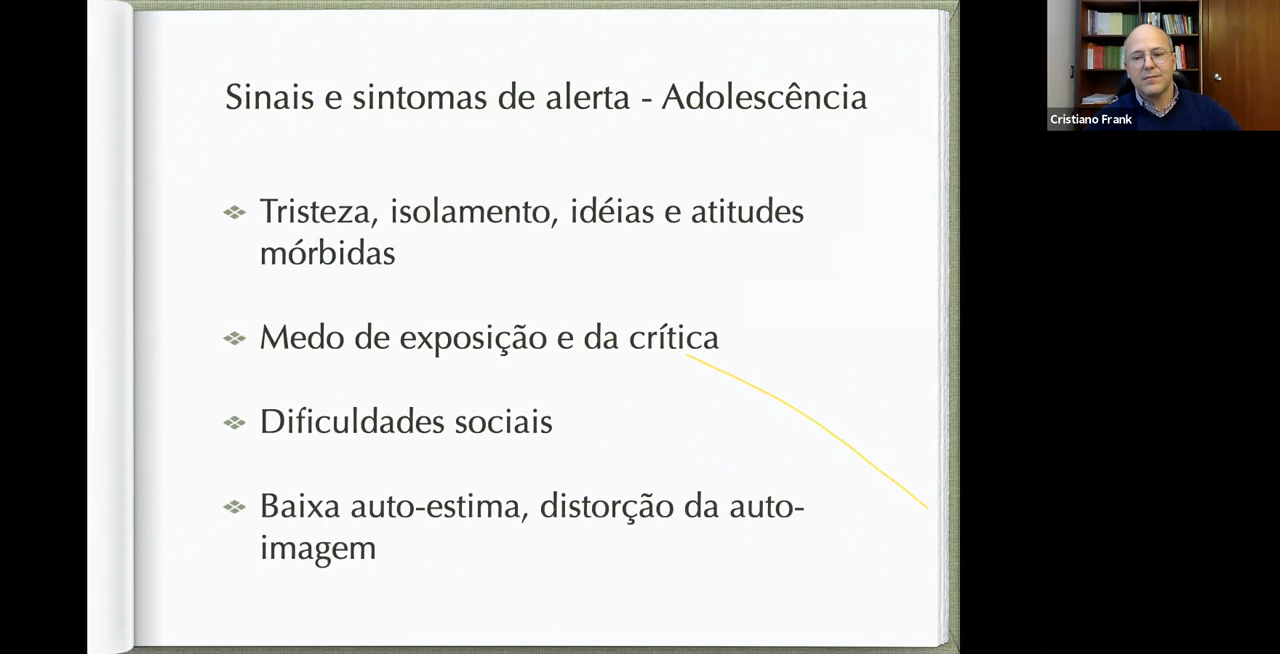 Sinais e sintomas de alerta - Adolescência
Tristeza, isolamento, idéias e atitudes
mórbidas
Medo de exposição e da crítica
Dificuldades sociais
Baixa auto-estima, distorção da auto-
imagem
Cristiano Frank